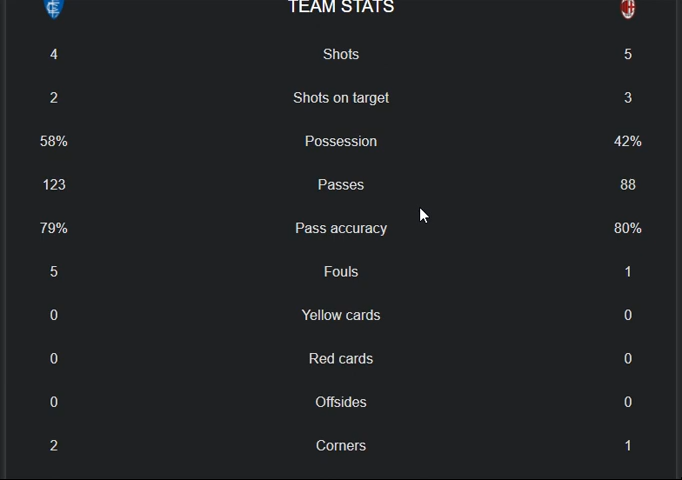 TEAM STATS
4 Shots 5
2 Shots on target 3
58% Possession 42%
123 Passes 88
79% Pass accuracy 80%
5 Fouls 1
0 Yellow cards 0
0 Red cards 0
0 Offsides 0
2 Corners 1